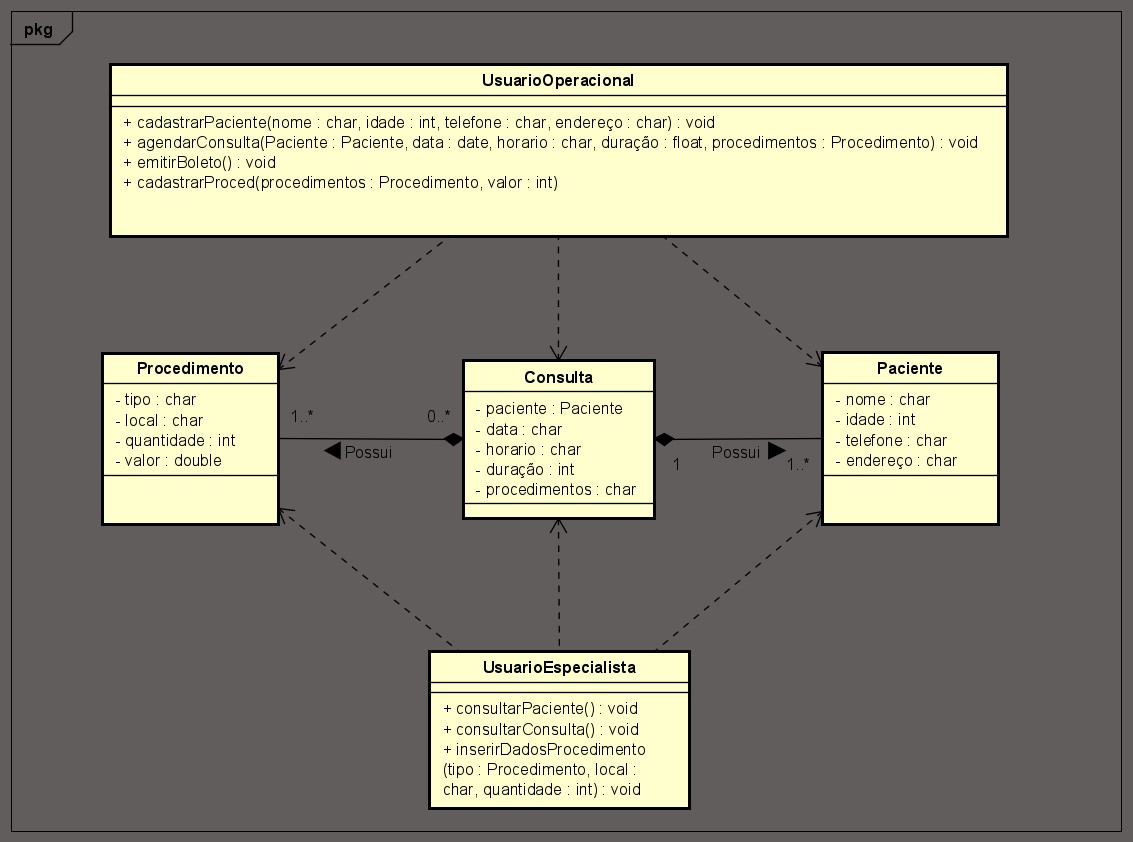 pkg
UsuarioOperacional
+ cadastrarPaciente(nome : char, idade : int, telefone : char, endereço : char) : void
+ agendarConsulta(Paciente : Paciente, data : date, horario : char, duração : float, procedimentos : Procedimento) : void
+ emitirBoleto() : void
+ cadastrarProced(procedimentos : Procedimento, valor : int)
Procedimento
- tipo : char
- local : char
- quantidade : int
- valor : double
1..*
Possui
0..*
Consulta
- paciente : Paciente
- data : char
- horario : char
- duração : int
- procedimentos : char
1
Possui
1..*
Paciente
- nome : char
- idade : int
- telefone : char
- endereço : char
UsuarioEspecialista
+ consultarPaciente() : void
+ consultarConsulta() : void
+ inserirDadosProcedimento
(tipo : Procedimento, local :
char, quantidade : int) : void